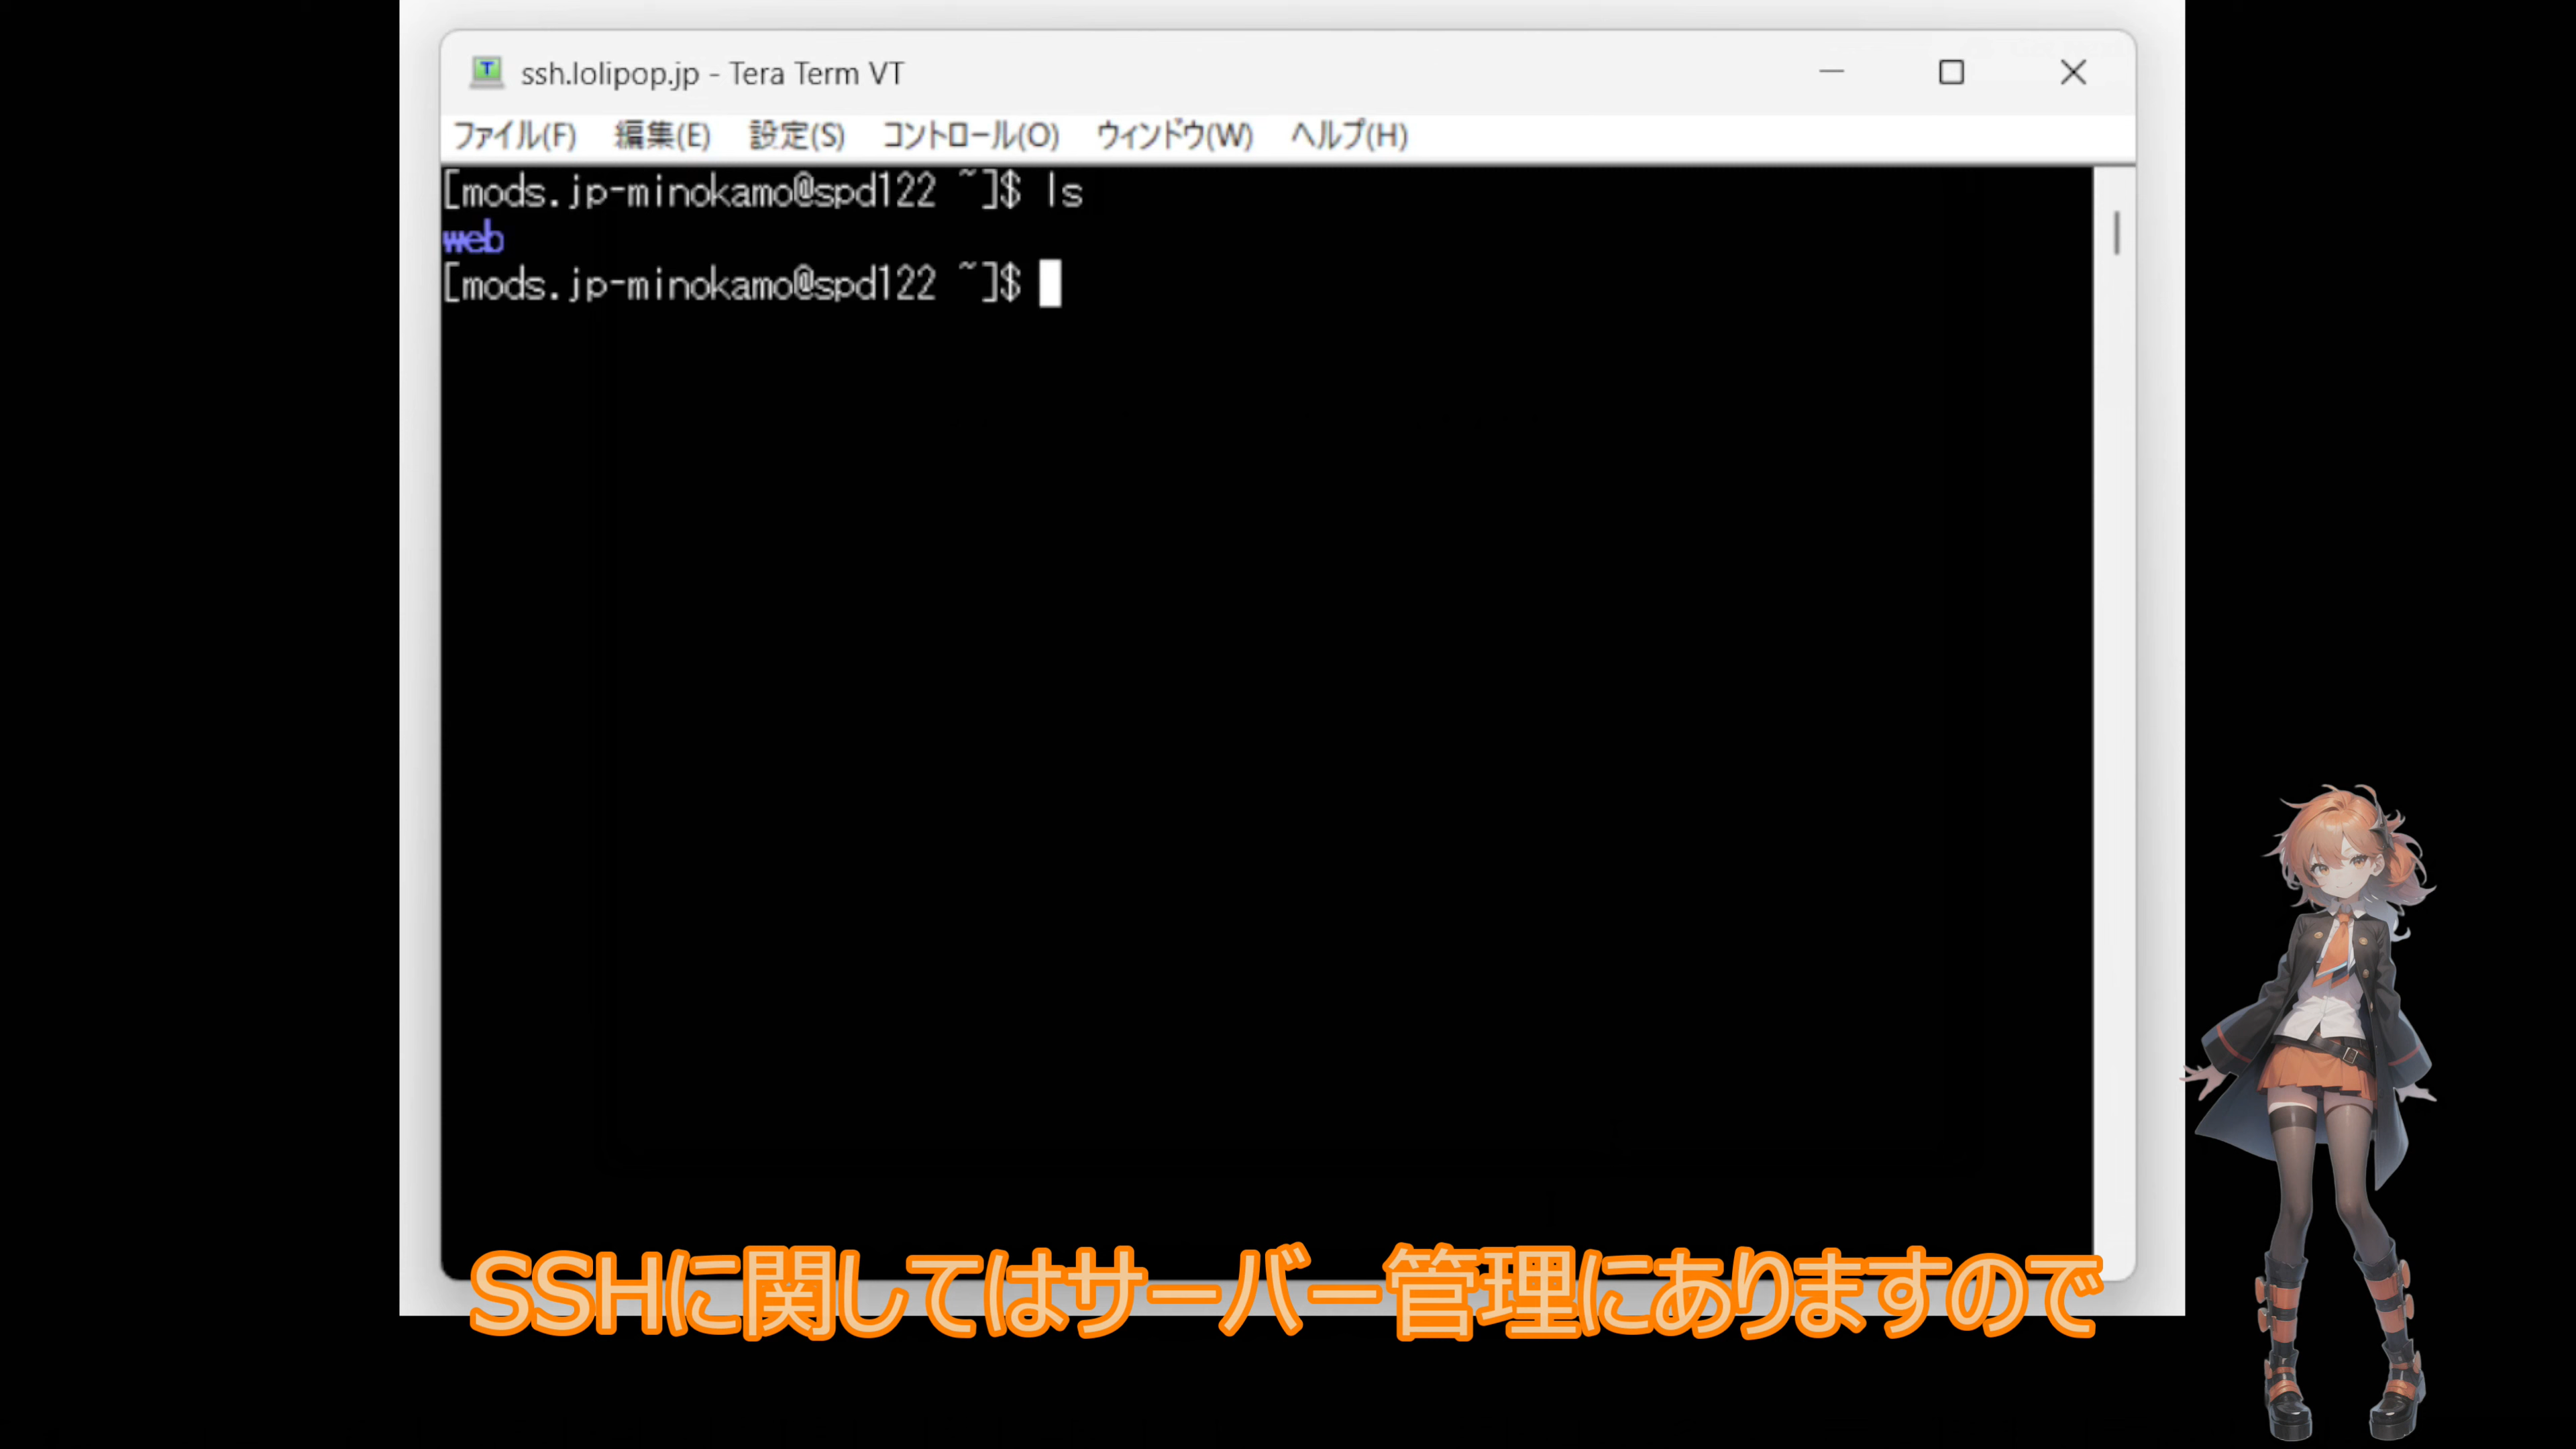 ssh.lolipop.jp - Tera Term VT
ファイル(F) 編集(E) 設定(S) コントロール(O) ウィンドウ(W) ヘルプ(H)
[mods.jp-minokamo@spd122 ~]$ ls
web
[mods.jp-minokamo@spd122 ~]$
SSHに関してはサーバー管理にありますので